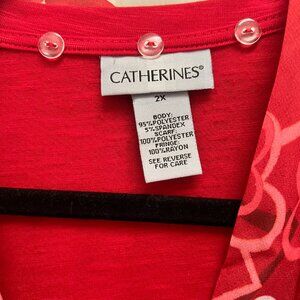 CATHERINES®
2X
BODY:
95%POLYESTER
5%SPANDEX
SCARF:
100%POLYESTER
FRINGE:
100%RAYON
SEE REVERSE
FOR CARE